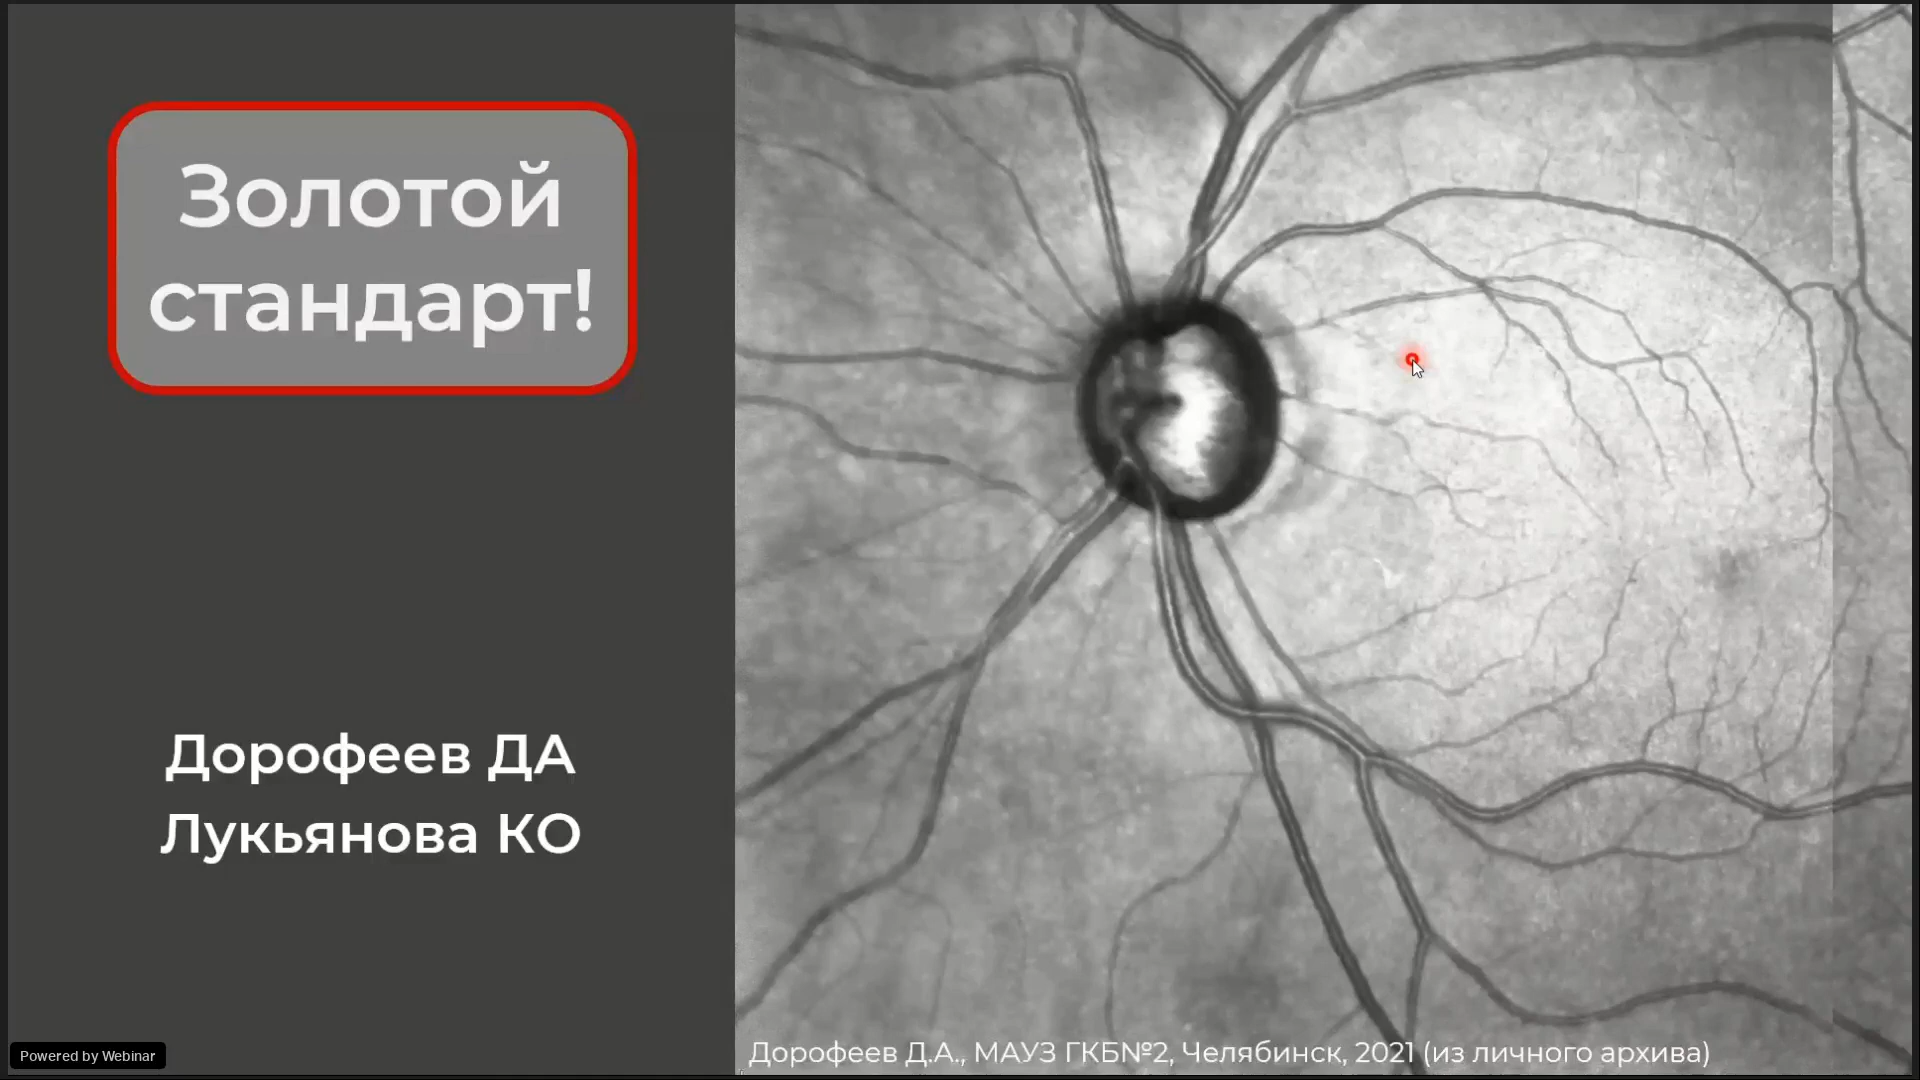 Золотой
стандарт!
Дорофеев ДА
Лукьянова КО
Powered by Webinar
Дорофеев Д.А., МАУЗ ГКБ№2, Челябинск, 2021 (из личного архива)